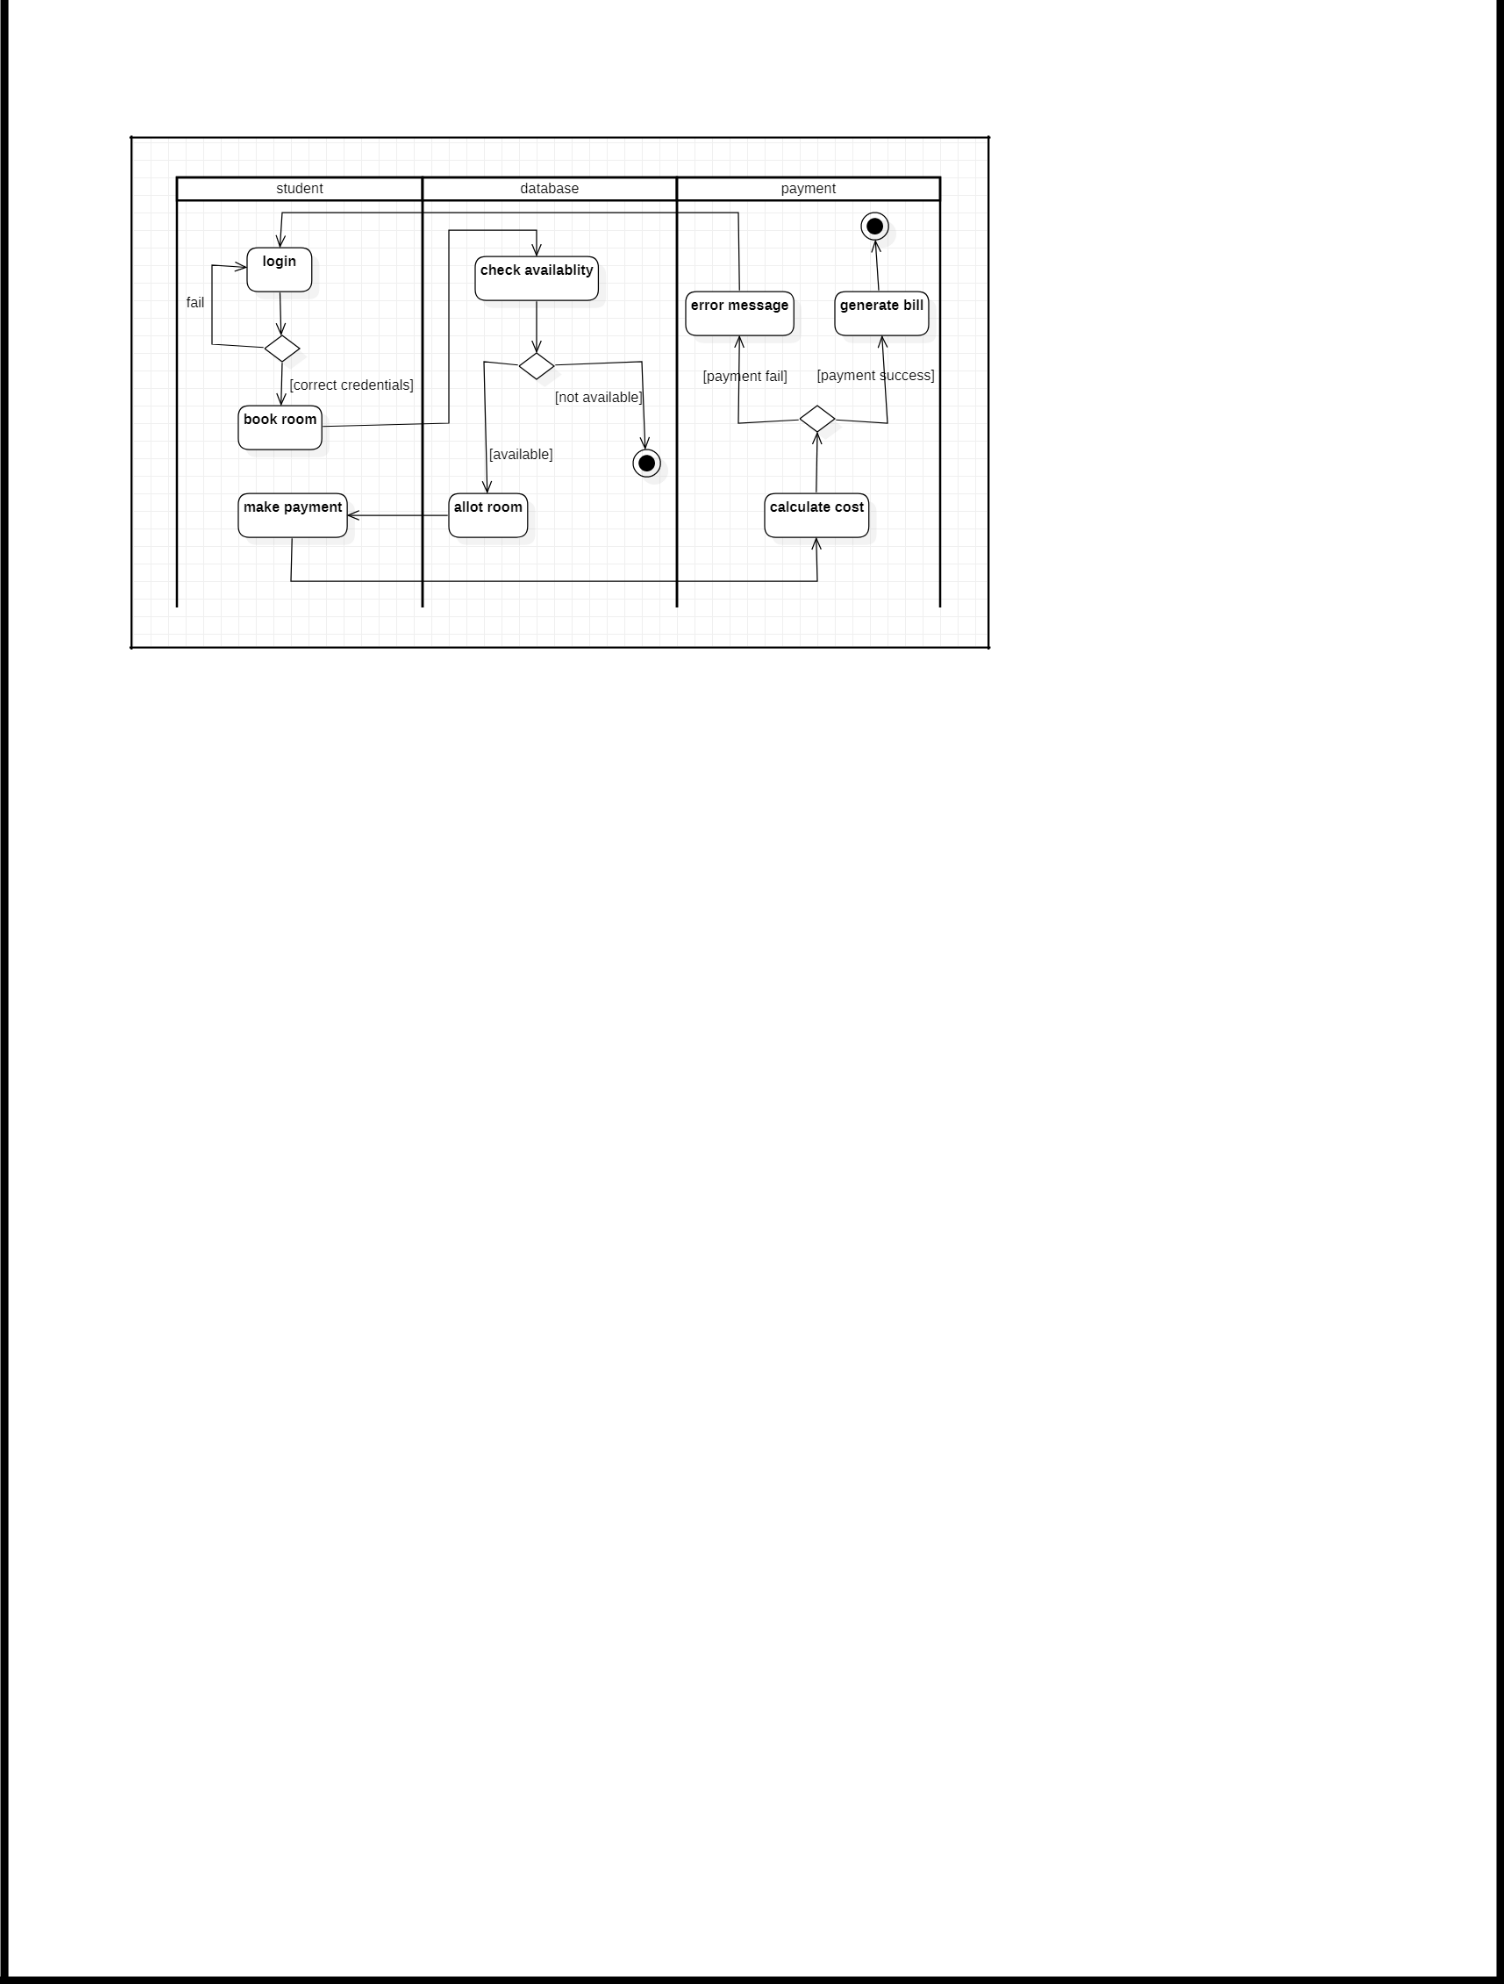 student
database
payment
login
fail
[correct credentials]
book room
make payment
check availablity
[not available]
[available]
allot room
error message
generate bill
[payment fail]
[payment success]
calculate cost